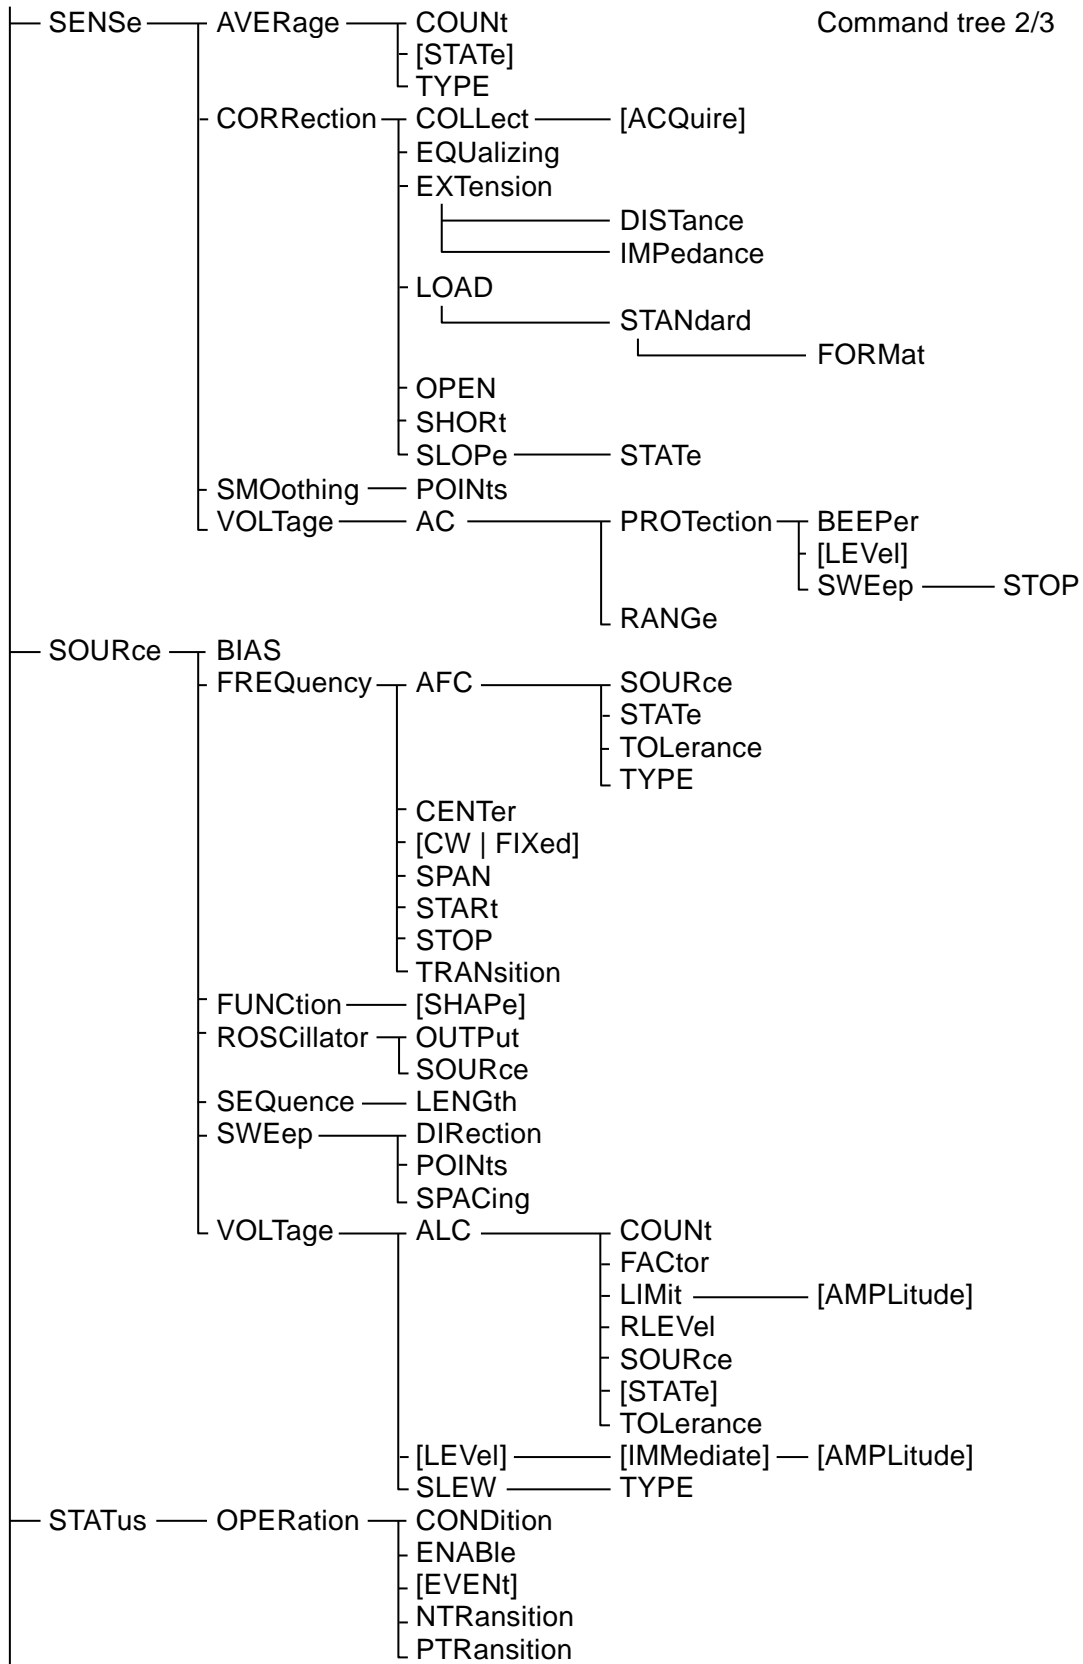 SENSe AVERage COUNt Command tree 2/3
[STATe]
TYPE
CORRection COLLect [ACQuire]
EQUalizing
EXTension
DISTance
IMPedance
LOAD
STANdard
FORMat
OPEN
SHORt
SLOPe STATe
SMOothing POINts
VOLTage AC PROTection BEEPer
[LEVel]
SWEep STOP
RANGe
SOURce BIAS
FREQuency AFC SOURce
STATe
TOLerance
TYPE
CENTer
[CW | FIXed]
SPAN
STARt
STOP
TRANsition
FUNCtion [SHAPe]
ROSCillator OUTPut
SOURce
SEQuence LENGth
SWEep DIRection
POINts
SPACing
VOLTage ALC COUNt
FACtor
LIMit [AMPLitude]
RLEVel
SOURce
[STATe]
TOLerance
[LEVel] [IMMediate] [AMPLitude]
SLEW TYPE
STATus OPERation CONDition
ENABle
[EVENt]
NTRansition
PTRansition